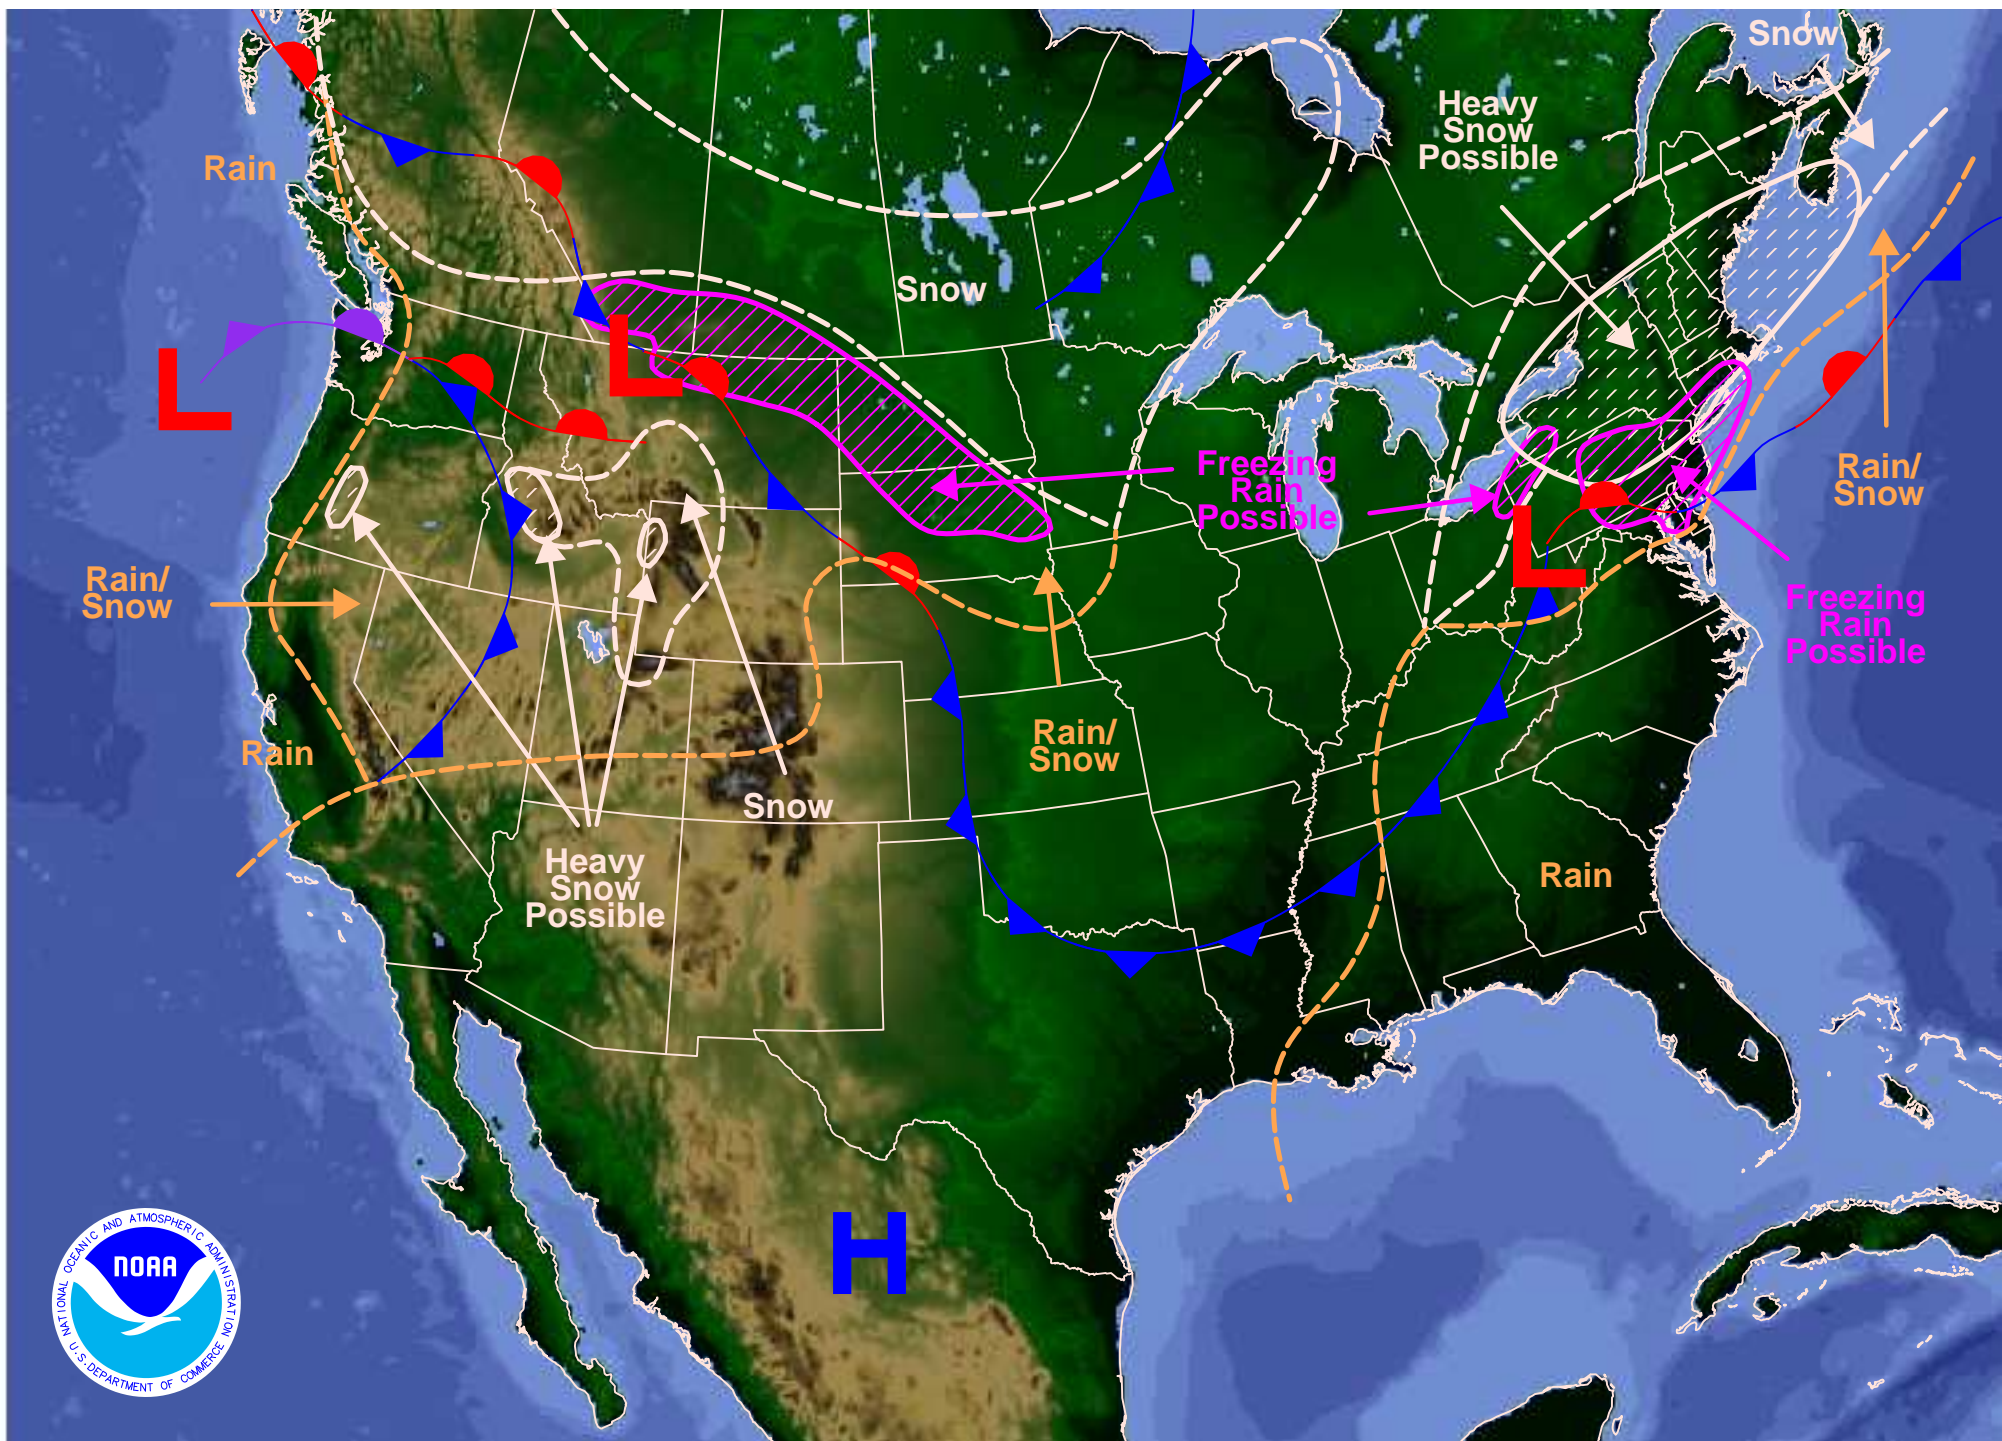 Snow
Heavy
Snow
Possible
Rain
Snow
Freezing
Rain
Possible
Rain/
Snow
Rain/
Snow
Freezing
Rain
Possible
Rain
Rain/
Snow
Snow
Heavy
Snow
Possible
Rain
L
L
L
H
NATIONAL OCEANIC AND ATMOSPHERIC ADMINISTRATION
NOAA
U.S. DEPARTMENT OF COMMERCE